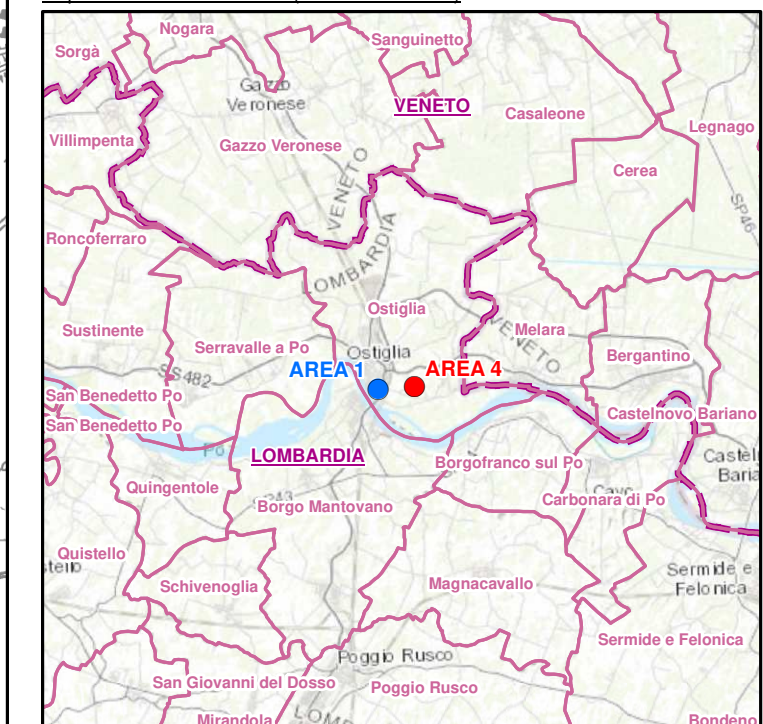 Nogara
Sanguinetto
Sorgà
Gazzo
Veronese
VENETO
Casaleone
Legnago
Villimpenta
Gazzo Veronese
Cerea
VENETO
LOMBARDIA
SP46
Roncoferraro
Ostiglia
Sustinente
Melara
VENETO
Serravalle a Po
Ostiglia
Bergantino
AREA 1
AREA 4
SS482
San Benedetto Po
San Benedetto Po
Castelnovo Bariano
Po
LOMBARDIA
Borgofranco sul Po
Castel
Baria
Quingentole
Carbonara di Po
Borgo Mantovano
Quistello
Schivenoglia
Magnacavallo
Sermide e
Felonica
Sermide e Felonica
Poggio Rusco
San Giovanni del Dosso
Poggio Rusco
Mirandola
LOM
Bondeno